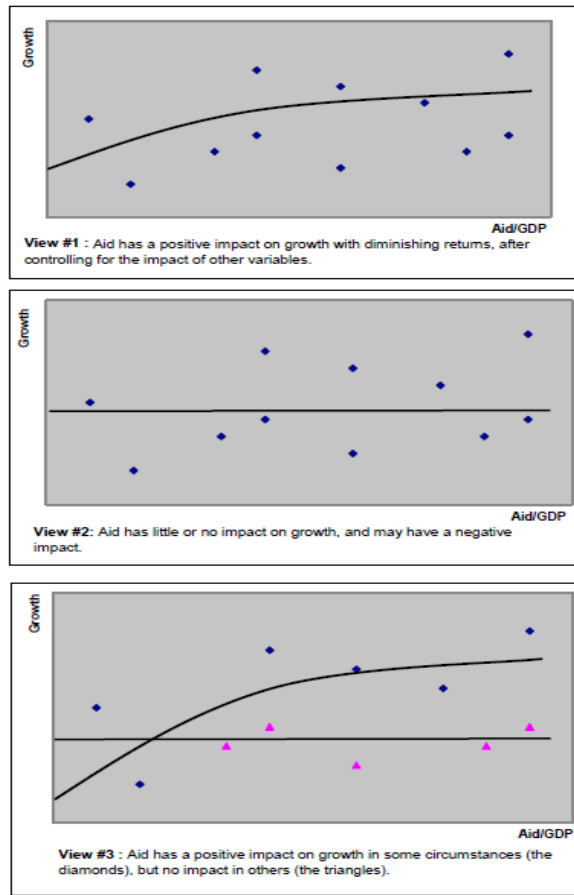 Growth
Aid/GDP
View #1 : Aid has a positive impact on growth with diminishing returns, after
controlling for the impact of other variables.
Growth
Aid/GDP
View #2: Aid has little or no impact on growth, and may have a negative
impact.
Growth
Aid/GDP
View #3 : Aid has a positive impact on growth in some circumstances (the
diamonds), but no impact in others (the triangles).